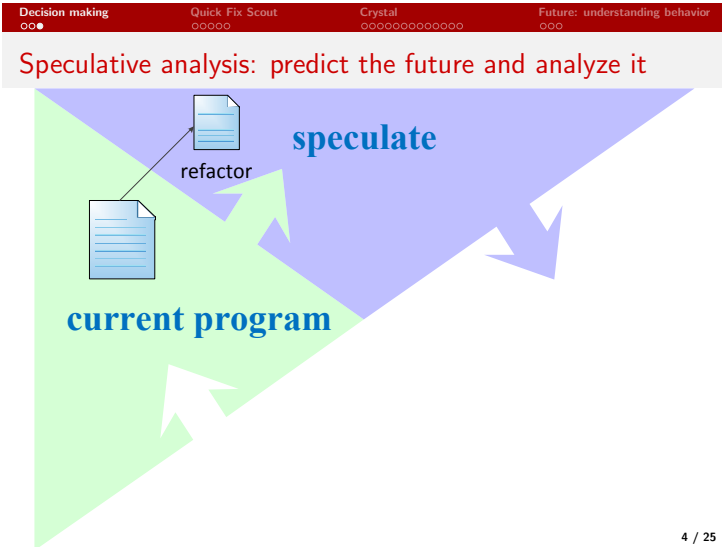 Decision making
Quick Fix Scout
Crystal
Future: understanding behavior
Speculative analysis: predict the future and analyze it
speculate
refactor
current program
4 / 25